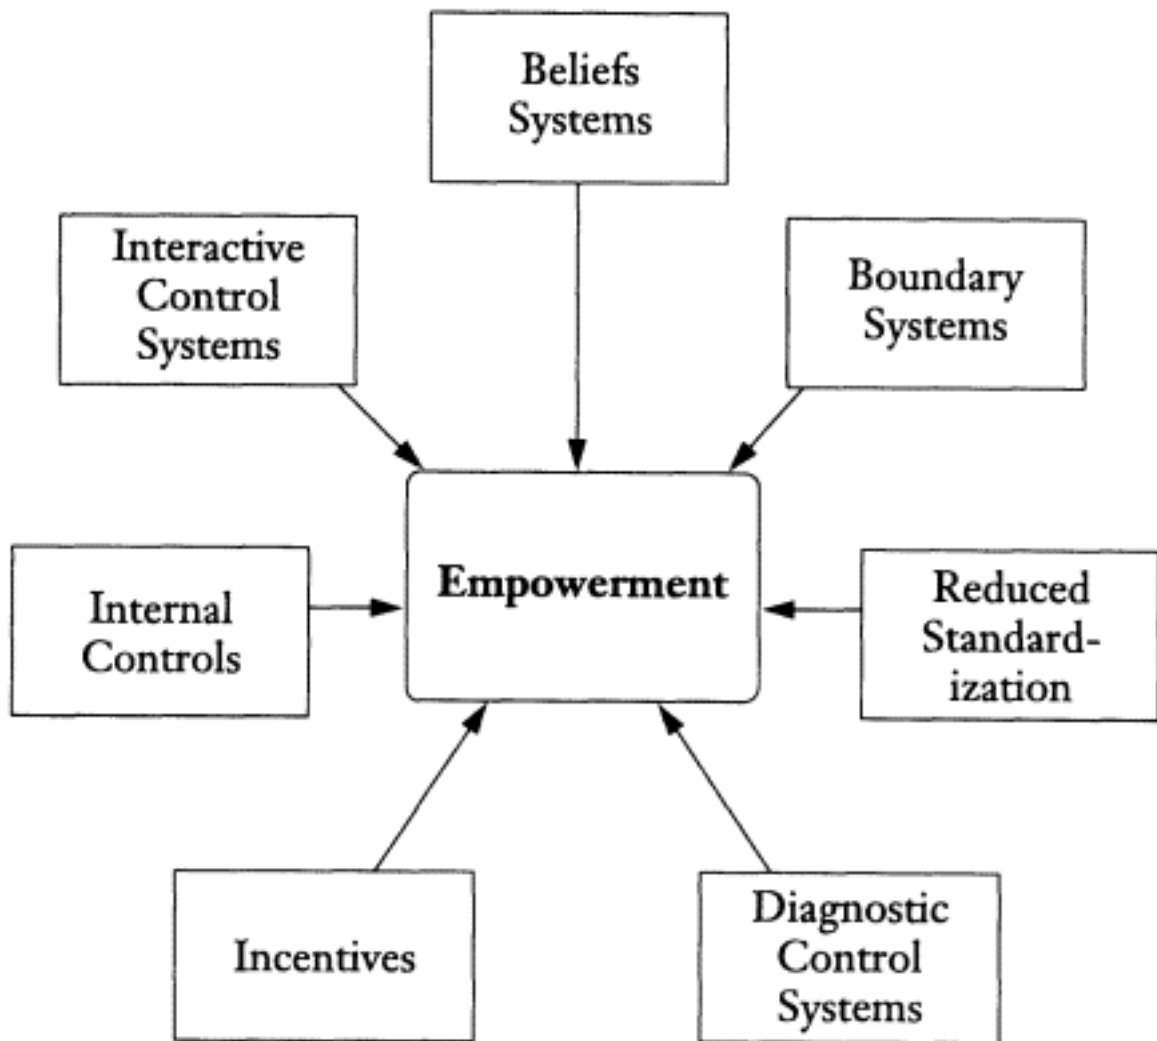 Beliefs
Systems
Interactive
Control
Systems
Boundary
Systems
Empowerment
Internal
Controls
Reduced
Standard-
ization
Incentives
Diagnostic
Control
Systems